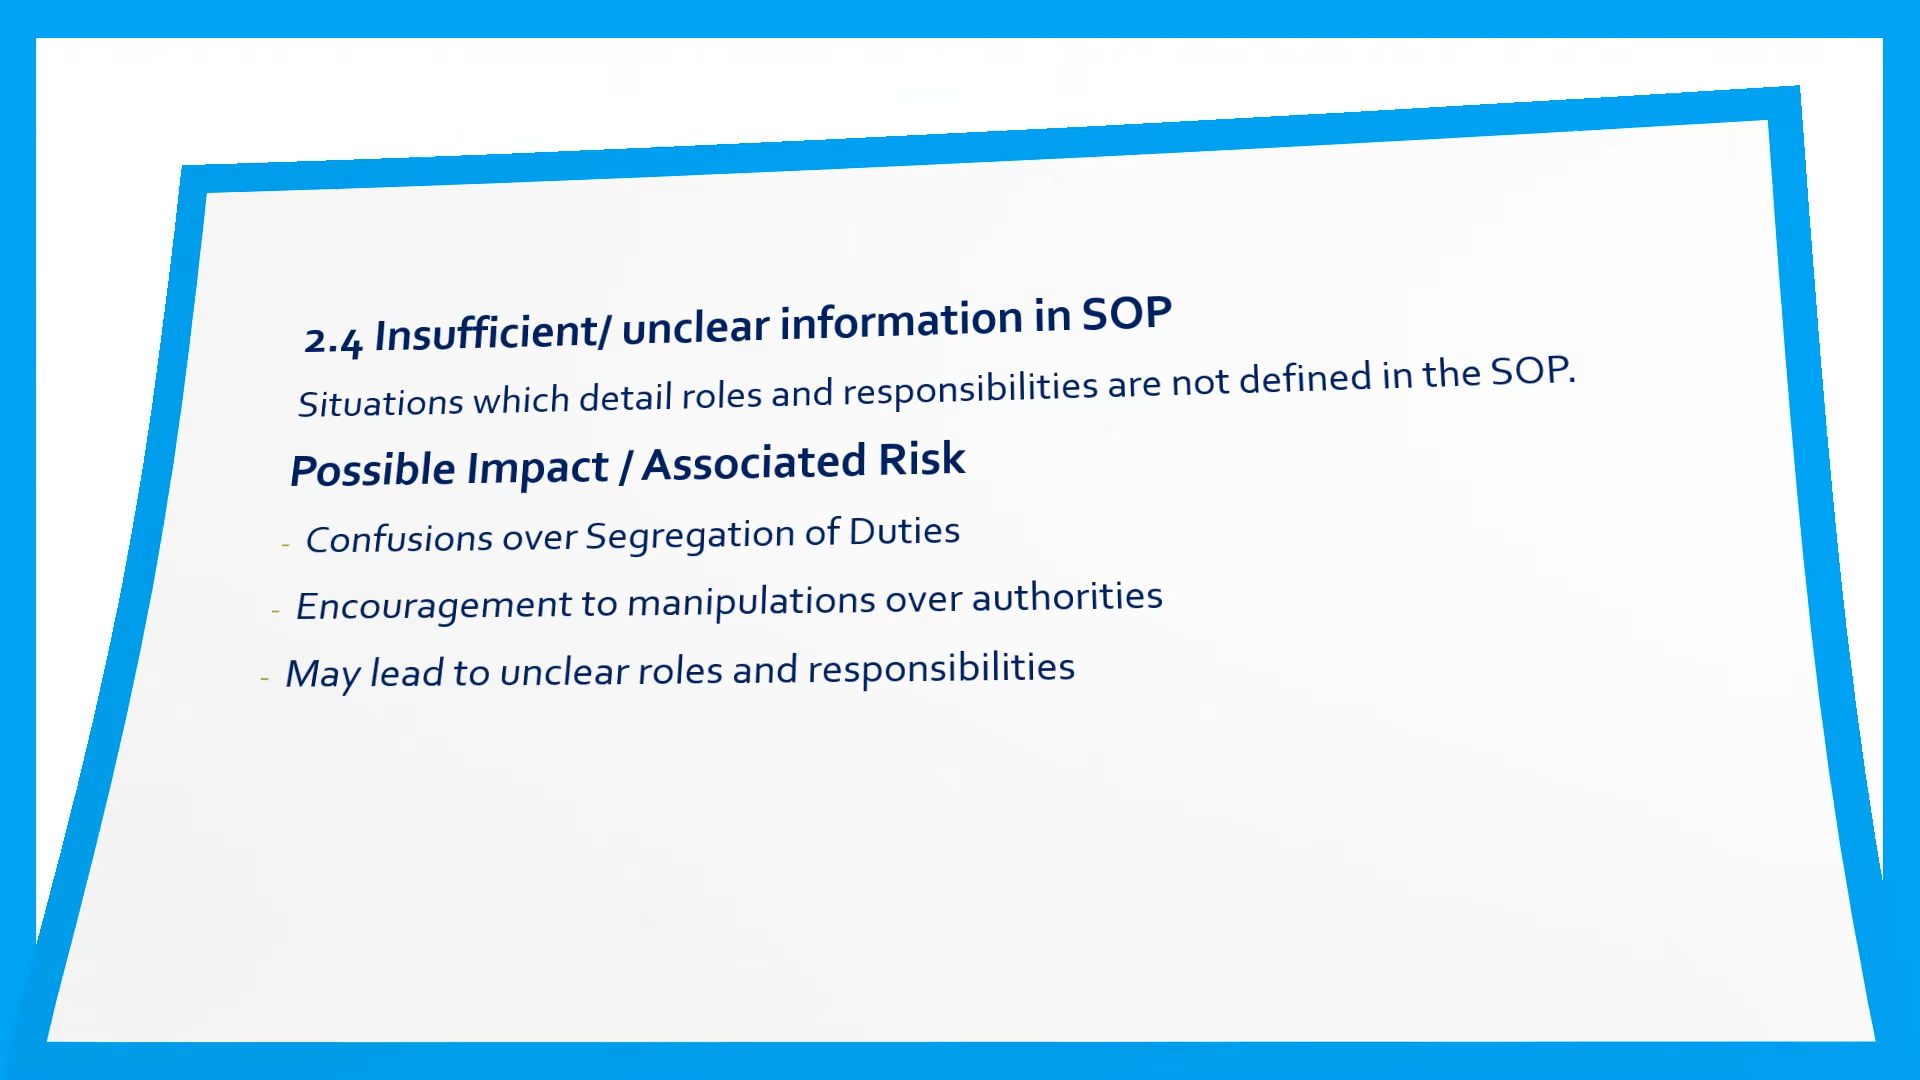 2.4 Insufficient/ unclear information in SOP
Situations which detail roles and responsibilities are not defined in the SOP.
Possible Impact / Associated Risk
- Confusions over Segregation of Duties
- Encouragement to manipulations over authorities
- May lead to unclear roles and responsibilities